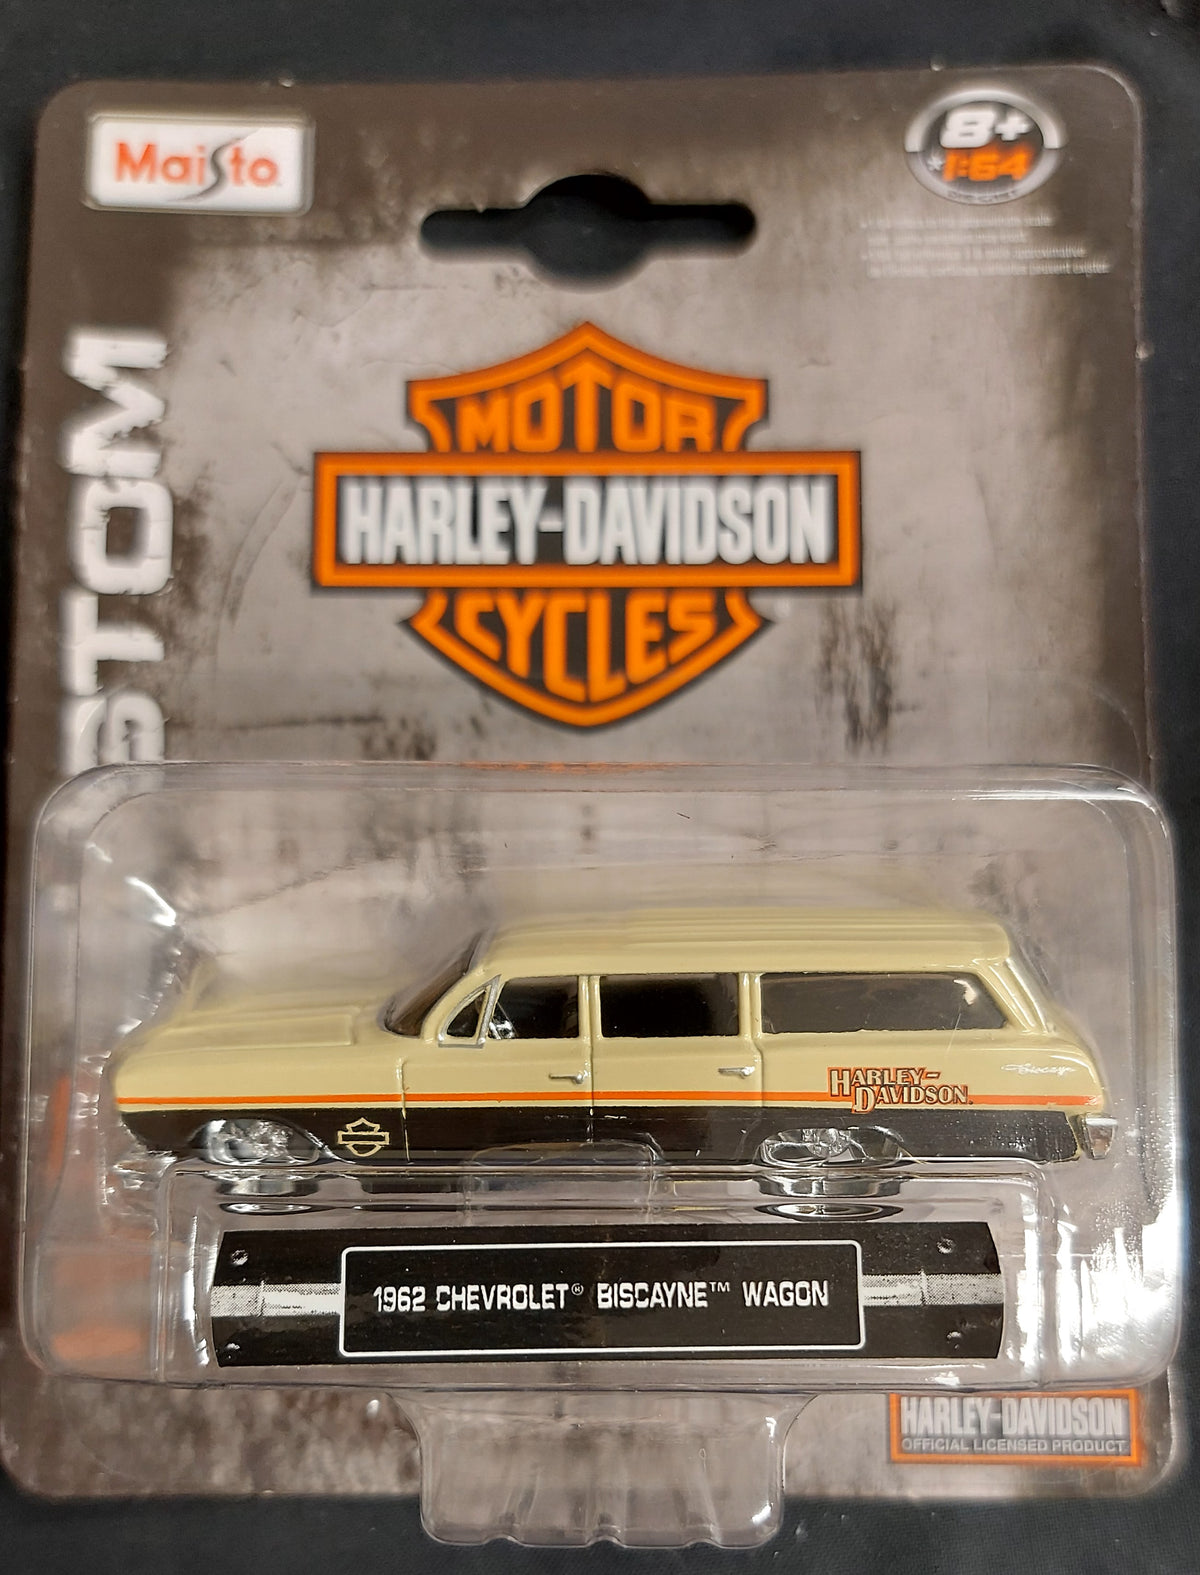 Maisto
8+
1:64
STOM
MOTOR
HARLEY-DAVIDSON
CYCLES
HARLEY-
DAVIDSON
Biscayne
1962 CHEVROLET® BISCAYNE™ WAGON
HARLEY-DAVIDSON
OFFICIAL LICENSED PRODUCT